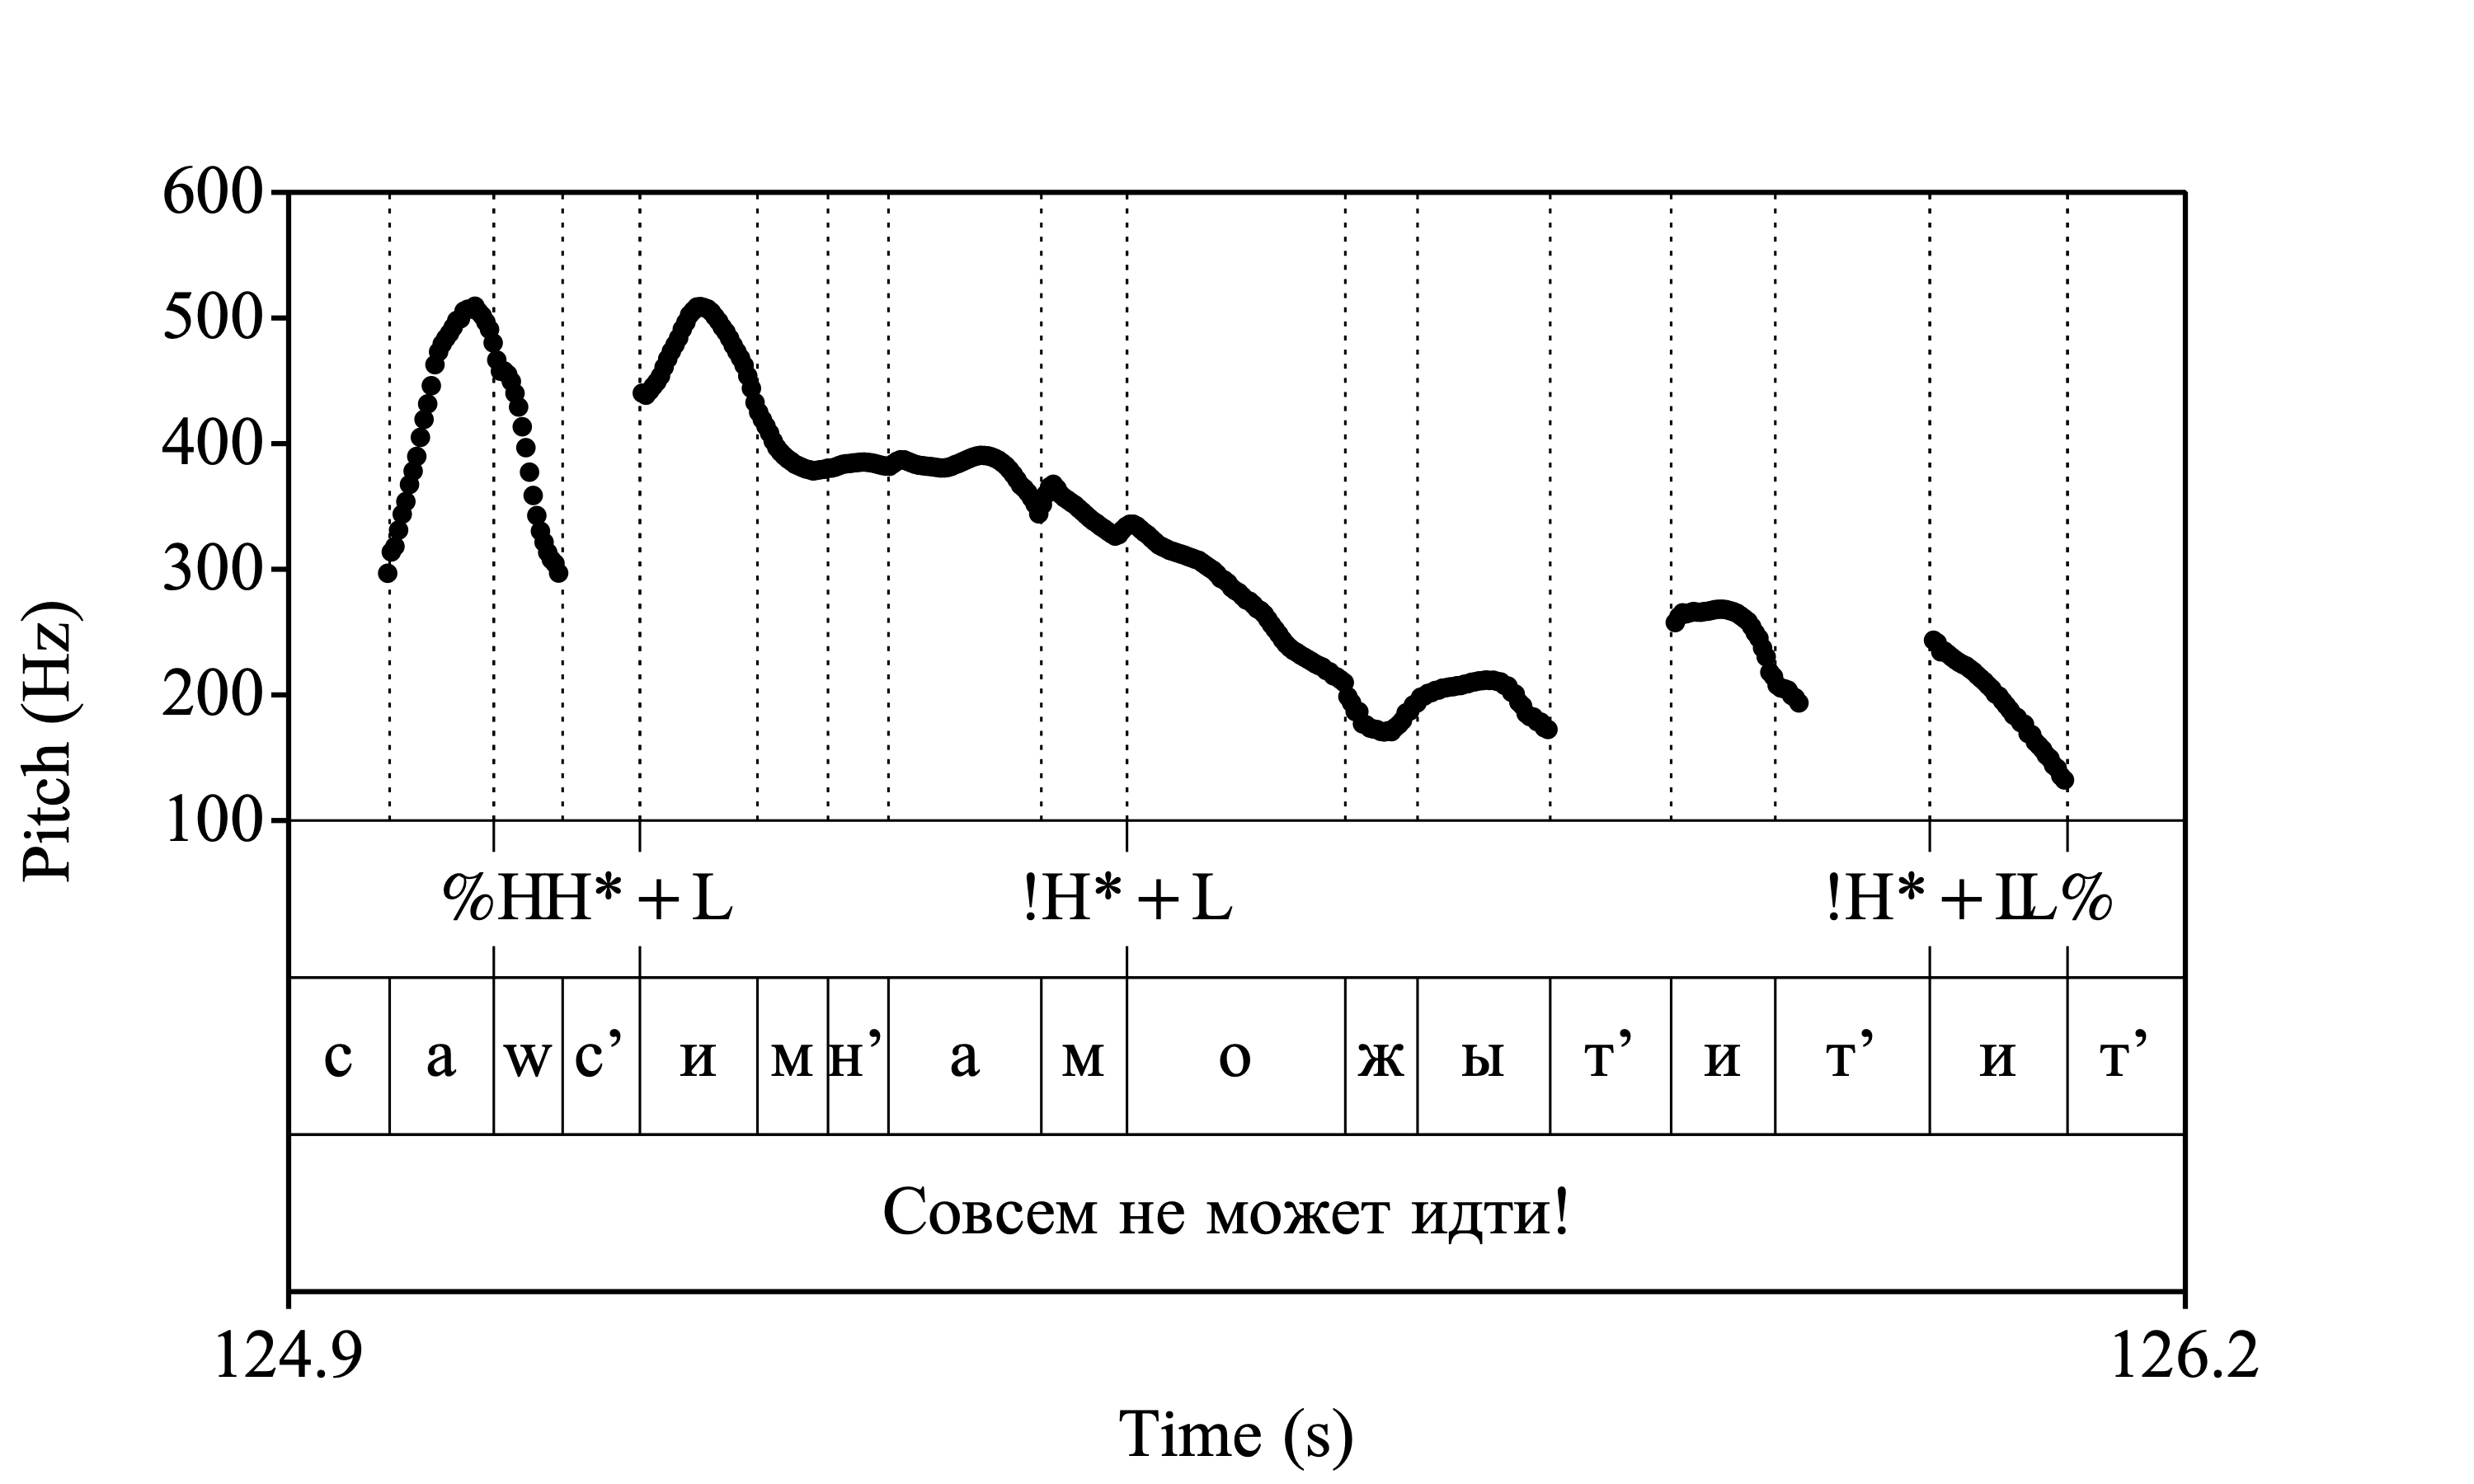 600
500
400
300
200
100
Pitch (Hz)
%HH*+L !H*+L !H*+LL%
с а w с’ и м н’ а м о ж ы т’ и т’ и т’
Совсем не может идти!
124.9 126.2
Time (s)